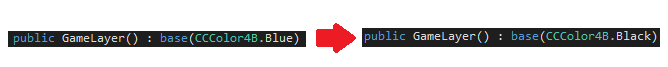 public GameLayer() : base(CCColor4B.Blue)
public GameLayer() : base(CCColor4B.Black)